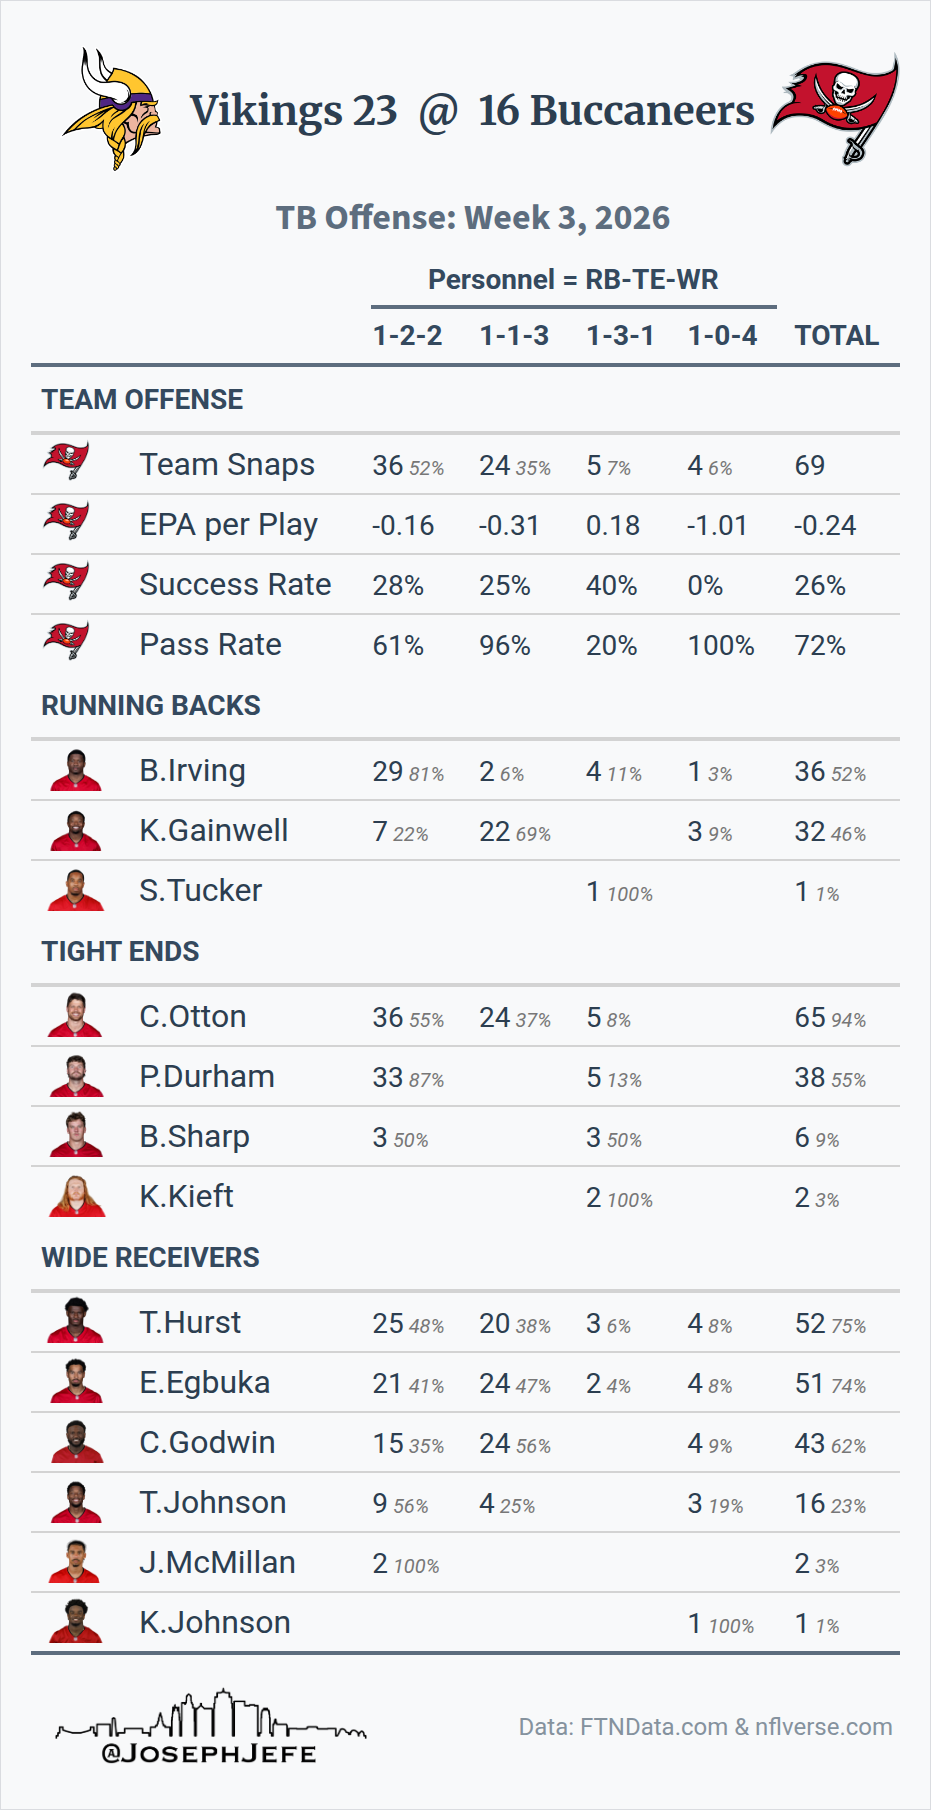 Vikings 23 @ 16 Buccaneers
TB Offense: Week 3, 2026
Personnel = RB-TE-WR
1-2-2 1-1-3 1-3-1 1-0-4 TOTAL
TEAM OFFENSE
Team Snaps 36 52% 24 35% 5 7% 4 6% 69
EPA per Play -0.16 -0.31 0.18 -1.01 -0.24
Success Rate 28% 25% 40% 0% 26%
Pass Rate 61% 96% 20% 100% 72%
RUNNING BACKS
B.Irving 29 81% 2 6% 4 11% 1 3% 36 52%
K.Gainwell 7 22% 22 69% 3 9% 32 46%
S.Tucker 1 100% 1 1%
TIGHT ENDS
C.Otton 36 55% 24 37% 5 8% 65 94%
P.Durham 33 87% 5 13% 38 55%
B.Sharp 3 50% 3 50% 6 9%
K.Kieft 2 100% 2 3%
WIDE RECEIVERS
T.Hurst 25 48% 20 38% 3 6% 4 8% 52 75%
E.Egbuka 21 41% 24 47% 2 4% 4 8% 51 74%
C.Godwin 15 35% 24 56% 4 9% 43 62%
T.Johnson 9 56% 4 25% 3 19% 16 23%
J.McMillan 2 100% 2 3%
K.Johnson 1 100% 1 1%
@JOSEPHJEFE
Data: FTNData.com & nflverse.com